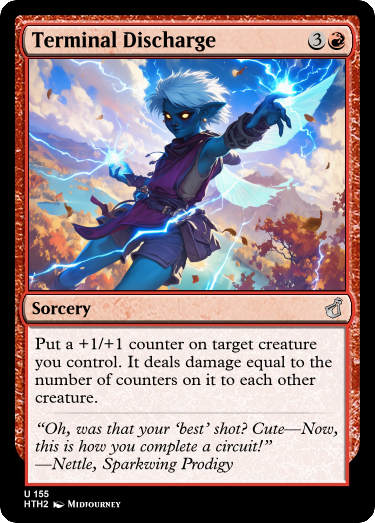 Terminal Discharge 3
Sorcery
Put a +1/+1 counter on target creature
you control. It deals damage equal to the
number of counters on it to each other
creature.
“Oh, was that your ‘best’ shot? Cute—Now,
this is how you complete a circuit!”
—Nettle, Sparkwing Prodigy
U 155
HTH2 Midjourney